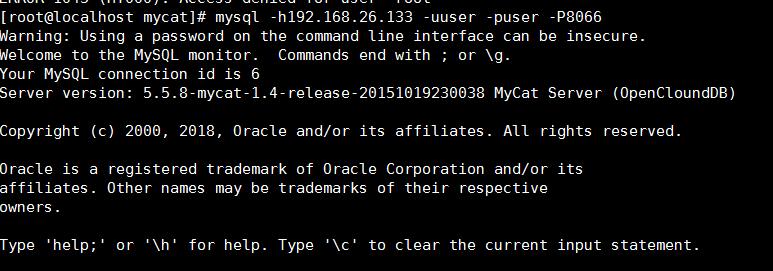 [root@localhost mycat]# mysql -h192.168.26.133 -uuser -puser -P8066
Warning: Using a password on the command line interface can be insecure.
Welcome to the MySQL monitor.  Commands end with ; or \g.
Your MySQL connection id is 6
Server version: 5.5.8-mycat-1.4-release-20151019230038 MyCat Server (OpenCloundDB)
Copyright (c) 2000, 2018, Oracle and/or its affiliates. All rights reserved.
Oracle is a registered trademark of Oracle Corporation and/or its
affiliates. Other names may be trademarks of their respective
owners.
Type 'help;' or '\h' for help. Type '\c' to clear the current input statement.